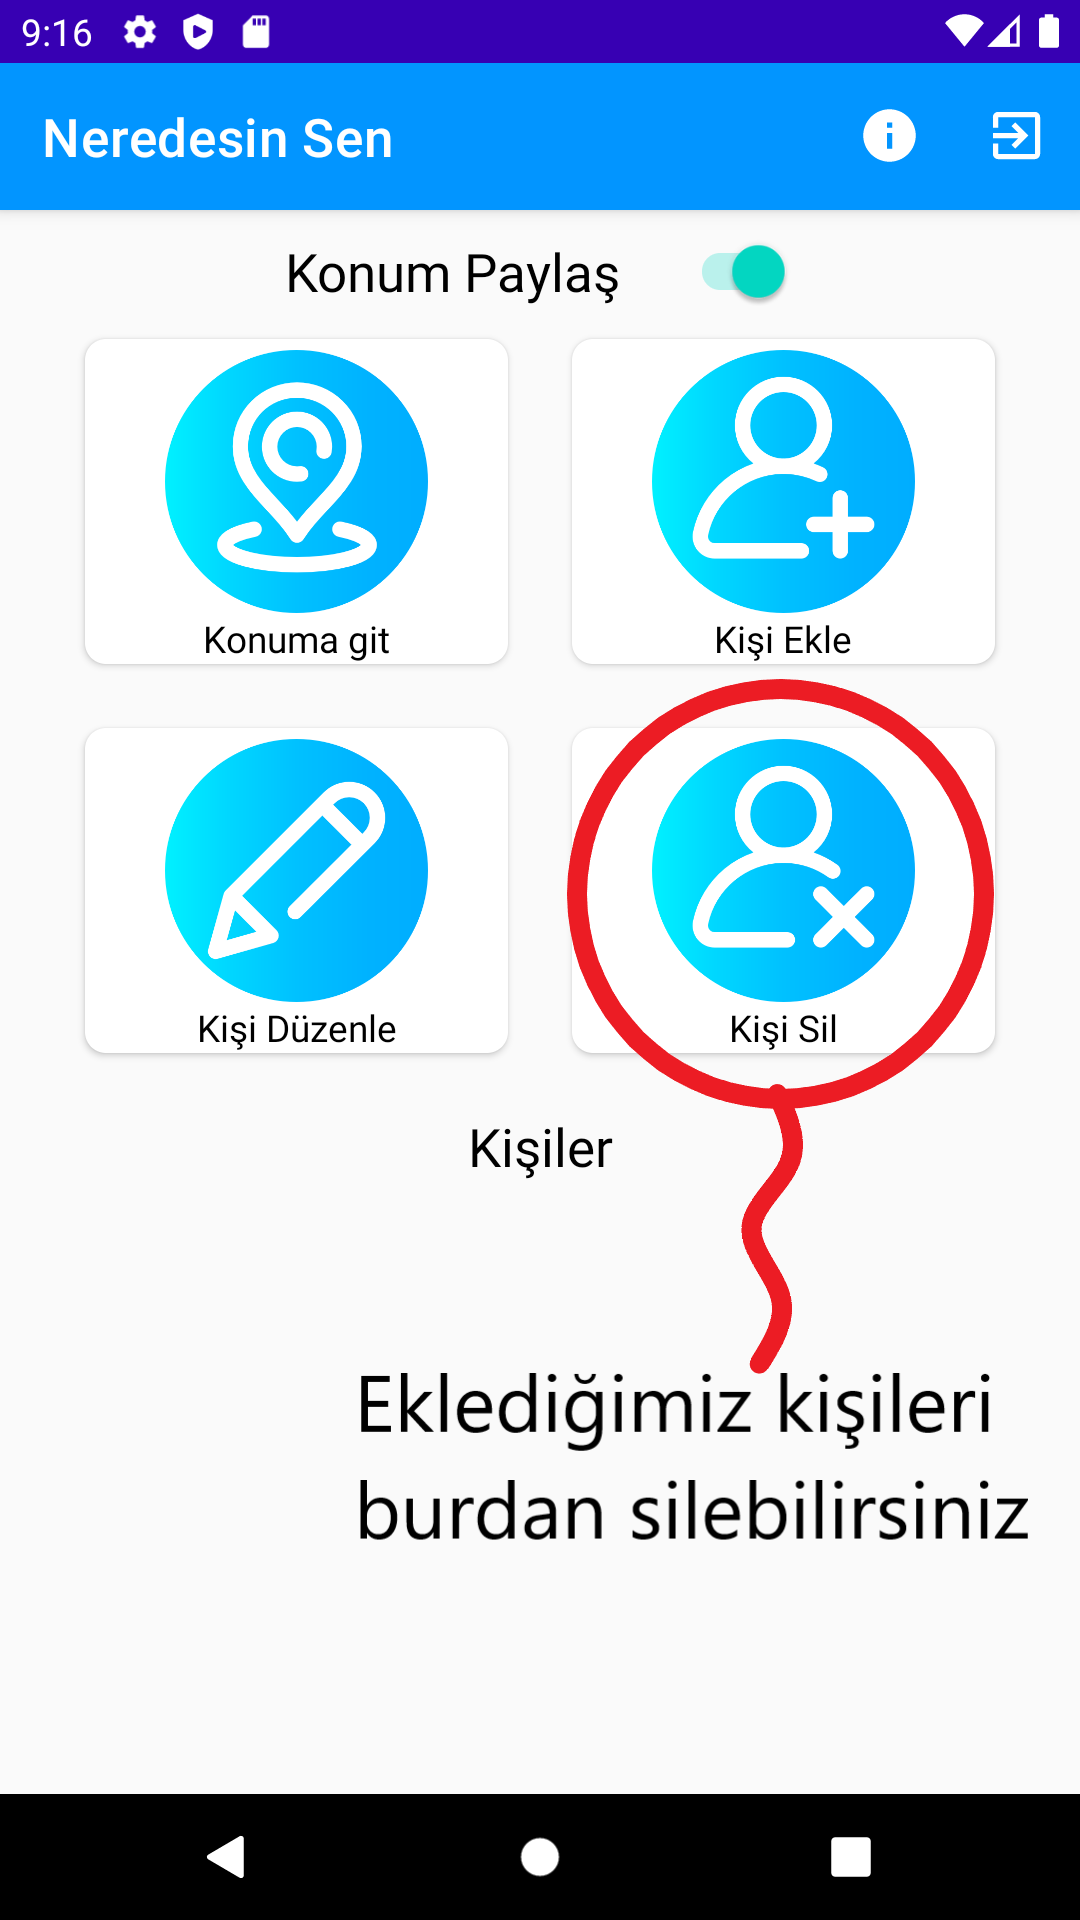 9:16
Neredesin Sen
Konum Paylaş
Konuma git
Kişi Ekle
Kişi Düzenle
Kişi Sil
Kişiler
Eklediğimiz kişileri
burdan silebilirsiniz